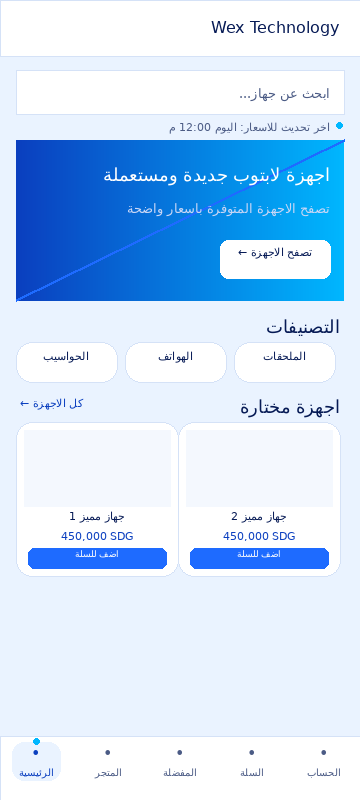 Wex Technology
ابحث عن جهاز...
اخر تحديث للاسعار: اليوم 12:00 م
اجهزة لابتوب جديدة ومستعملة
تصفح الاجهزة المتوفرة باسعار واضحة
تصفح الاجهزة ←
التصنيفات
الملحقات
الهواتف
الحواسيب
اجهزة مختارة
كل الاجهزة ←
جهاز مميز 2
450,000 SDG
اضف للسلة
جهاز مميز 1
450,000 SDG
اضف للسلة
الحساب
السلة
المفضلة
المتجر
الرئيسية